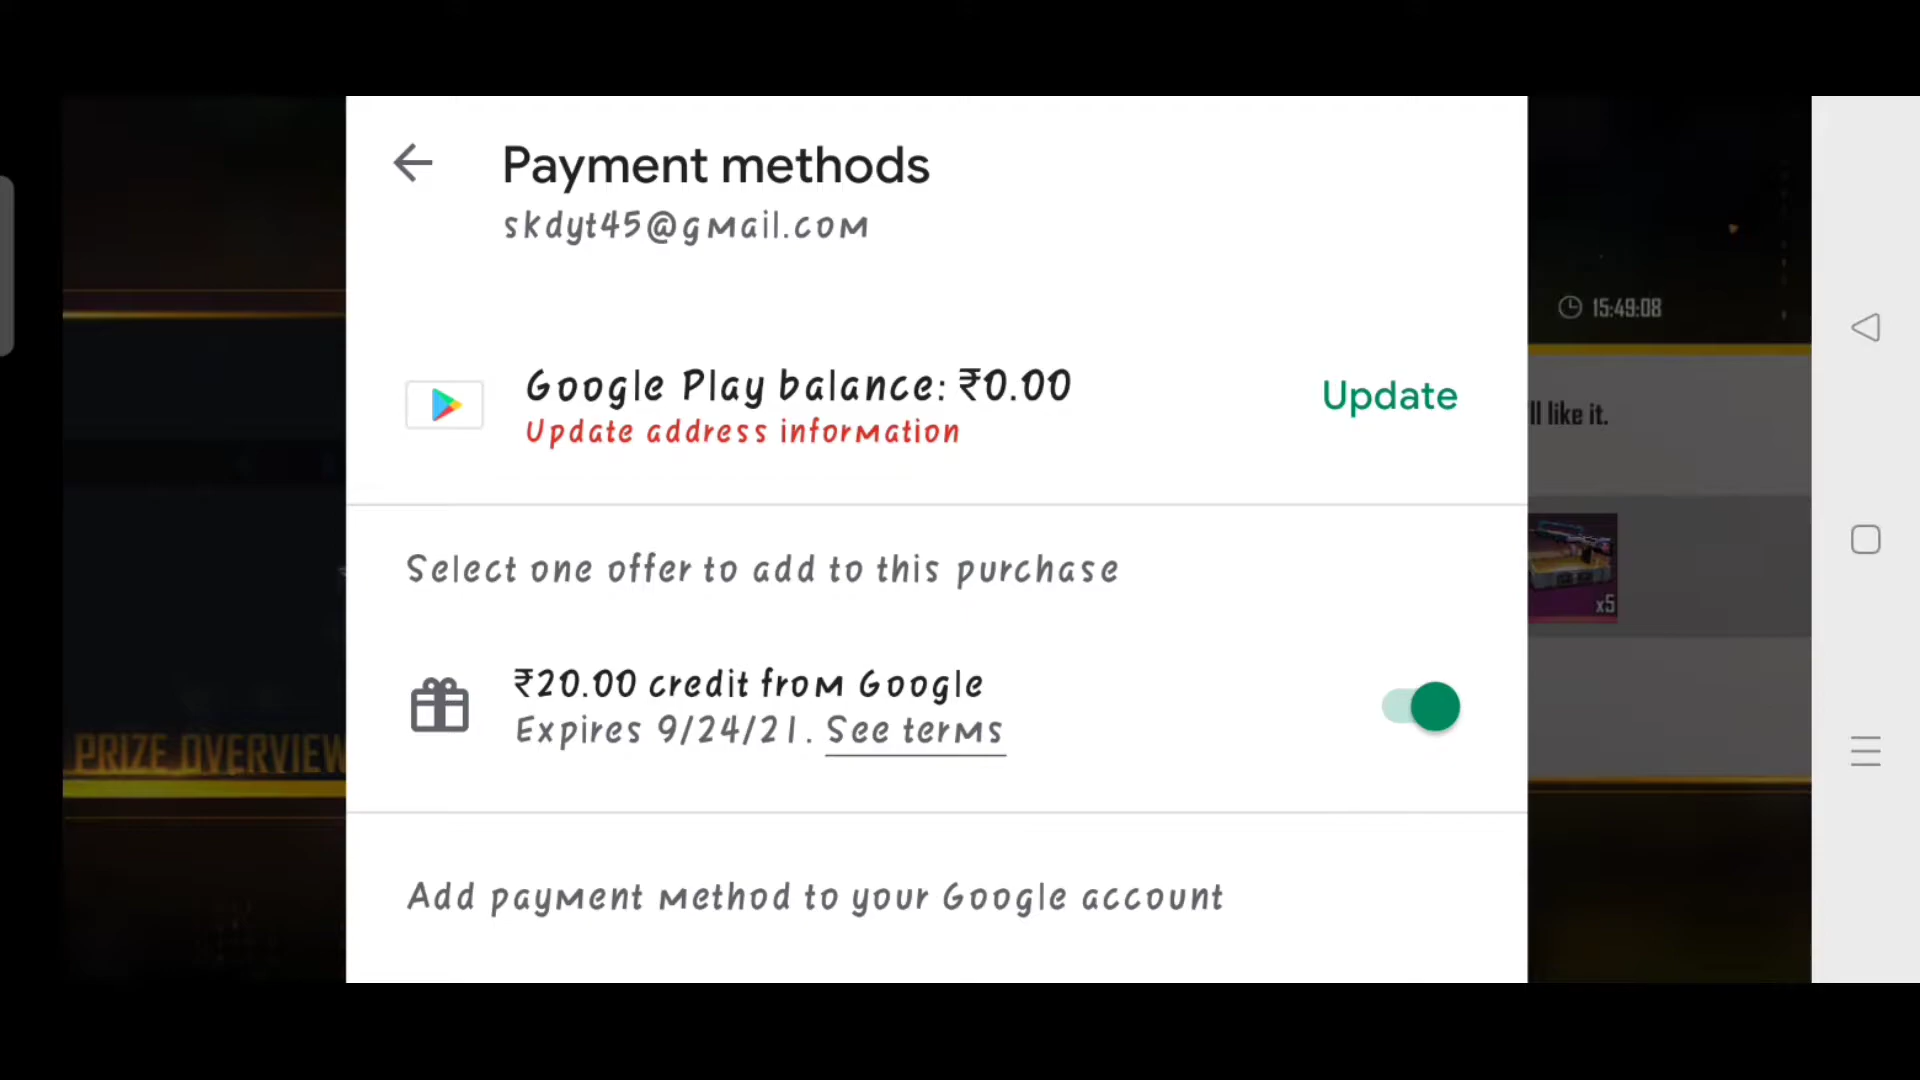 Payment methods
skdyt45@gmail.com
15:49:08
Google Play balance: ₹0.00
Update
Update address information
ll like it.
Select one offer to add to this purchase
x5
₹20.00 credit from Google
Expires 9/24/21. See terms
PRIZE OVERVIEW
Add payment method to your Google account